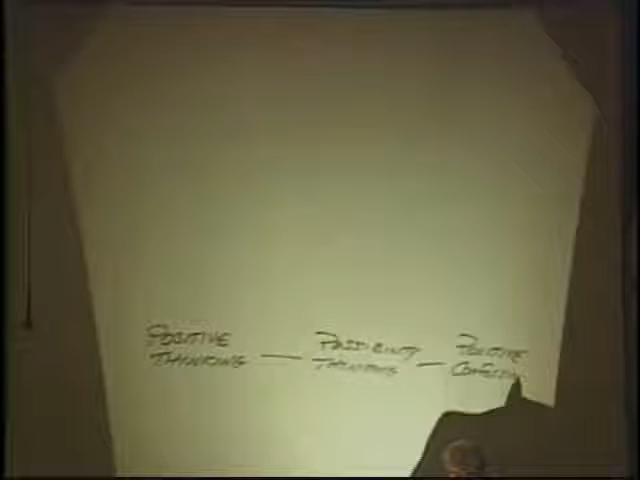 POSITIVE
THINKING — POSSIBILITY
THINKING — POSITIVE
CONFESSION